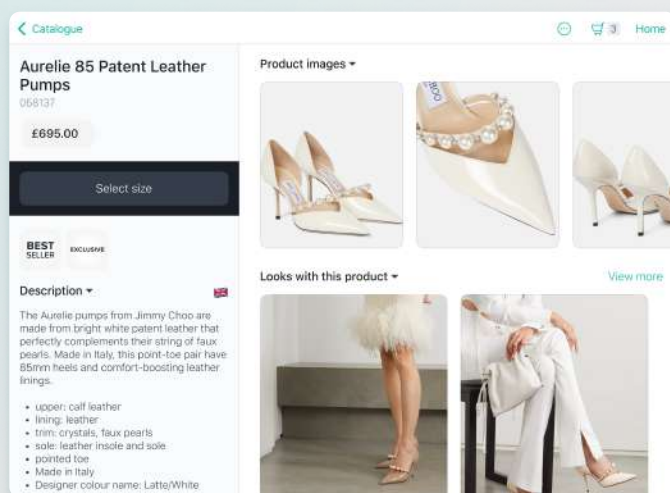 Catalogue
3
Home
Aurelie 85 Patent Leather
Pumps
068137
£695.00
Select size
BEST
SELLER
EXCLUSIVE
Description
The Aurelie pumps from Jimmy Choo are
made from bright white patent leather that
perfectly complements their string of faux
pearls. Made in Italy, this point-toe pair have
85mm heels and comfort-boosting leather
linings.
• upper: calf leather
• lining: leather
• trim: crystals, faux pearls
• sole: leather insole and sole
• pointed toe
• Made in Italy
• Designer colour name: Latte/White
Product images
CHOO
Looks with this product
View more